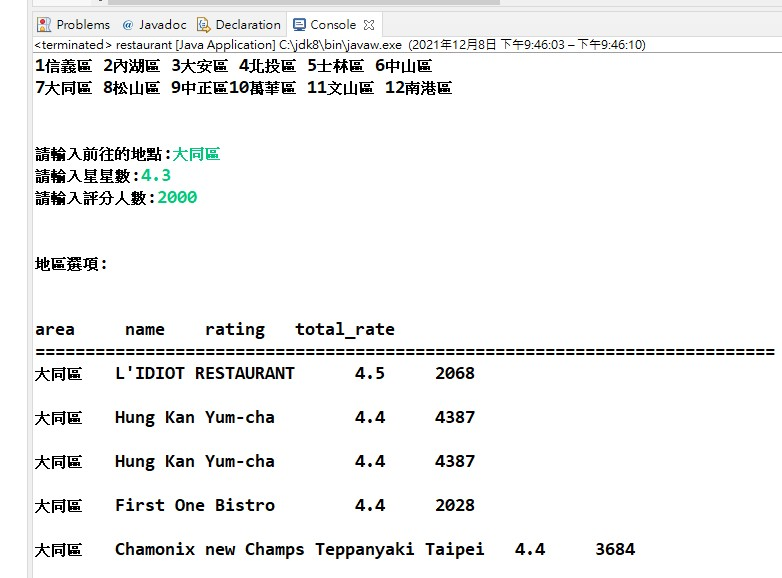 Problems @ Javadoc Declaration Console
<terminated> restaurant [Java Application] C:\jdk8\bin\javaw.exe (2021年12月8日 下午9:46:03 – 下午9:46:10)
1信義區 2內湖區 3大安區 4北投區 5士林區 6中山區
7大同區 8松山區 9中正區10萬華區 11文山區 12南港區
請輸入前往的地點:大同區
請輸入星星數:4.3
請輸入評分人數:2000
地區選項:
area name rating total_rate
==========================================================================
大同區 L'IDIOT RESTAURANT 4.5 2068
大同區 Hung Kan Yum-cha 4.4 4387
大同區 Hung Kan Yum-cha 4.4 4387
大同區 First One Bistro 4.4 2028
大同區 Chamonix new Champs Teppanyaki Taipei 4.4 3684